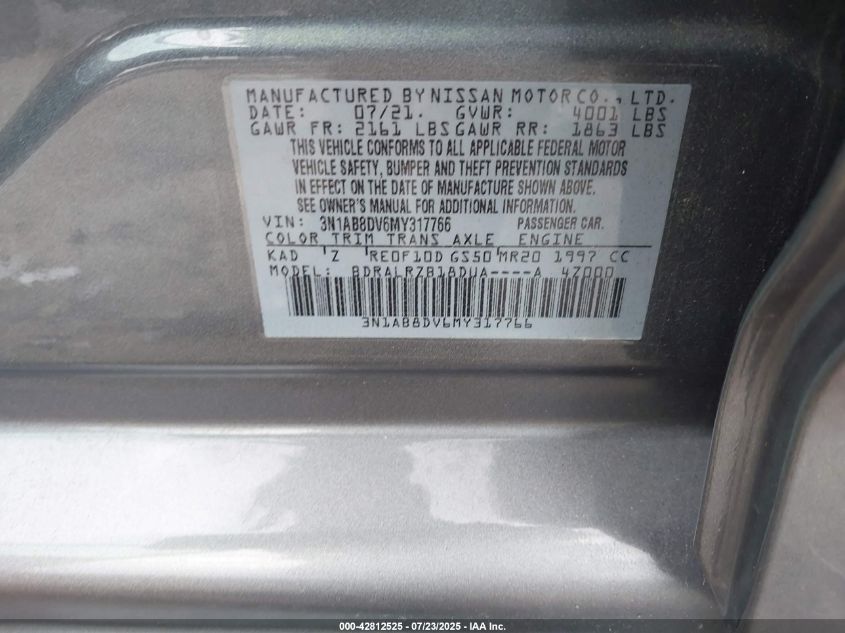 MANUFACTURED BY NISSAN MOTOR CO., LTD.
DATE: 07/21. GVWR: 4001 LBS
GAWR FR: 2161 LBS GAWR RR: 1863 LBS
THIS VEHICLE CONFORMS TO ALL APPLICABLE FEDERAL MOTOR
VEHICLE SAFETY, BUMPER AND THEFT PREVENTION STANDARDS
IN EFFECT ON THE DATE OF MANUFACTURE SHOWN ABOVE.
SEE OWNER'S MANUAL FOR ADDITIONAL INFORMATION.
VIN: 3N1AB8DV6MY317766 PASSENGER CAR.
COLOR TRIM TRANS AXLE ENGINE
KAD Z RE0F10D GS50 MR20 1997 CC
MODEL: BDRALRZB18DUA----A 4Z000
3N1AB8DV6MY317766
000-42812525 | 07/23/2025 - IAA Inc.